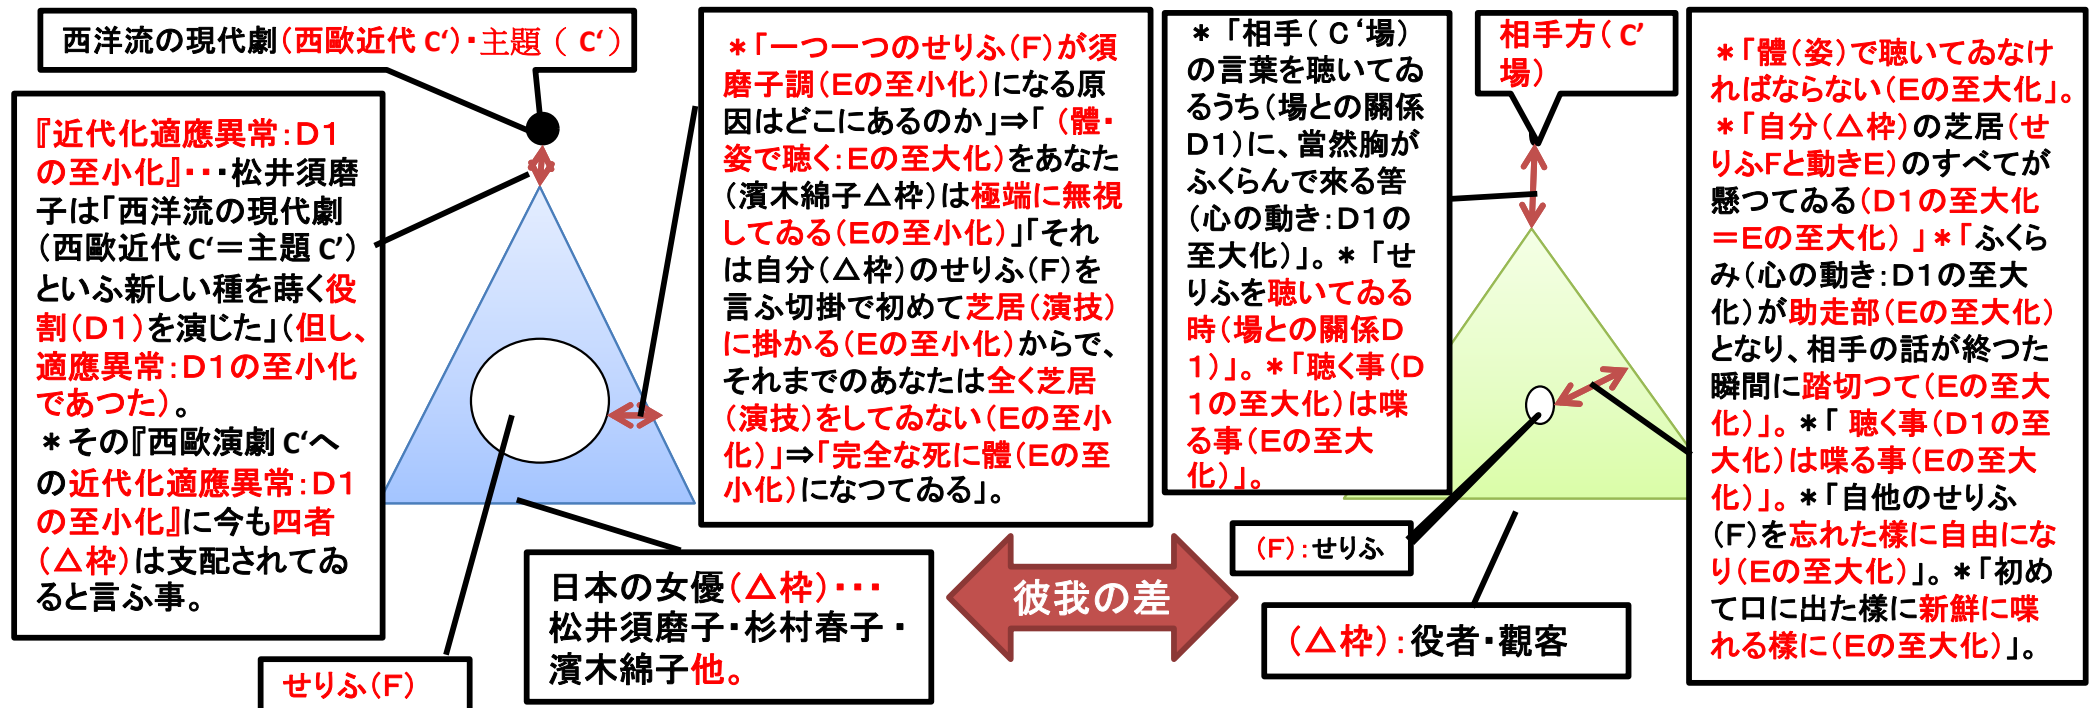 西洋流の現代劇(西歐近代C‘)・主題(C‘)
『近代化適應異常:D1
の至小化』・・・松井須磨
子は「西洋流の現代劇
(西歐近代C‘=主題C’)
といふ新しい種を蒔く役
割(D1)を演じた」(但し、
適應異常:D1の至小化
であつた)。
*その『西歐演劇C‘へ
の近代化適應異常:D1
の至小化』に今も四者
(△枠)は支配されてゐ
ると言ふ事。
せりふ(F)
*「一つ一つのせりふ(F)が須
磨子調(Eの至小化)になる原
因はどこにあるのか」⇒「(體・
姿で聴く:Eの至大化)をあなた
(濱木綿子△枠)は極端に無視
してゐる(Eの至小化)」「それ
は自分(△枠)のせりふ(F)を
言ふ切掛で初めて芝居(演技)
に掛かる(Eの至小化)からで、
それまでのあなたは全く芝居
(演技)をしてゐない(Eの至小
化)」⇒「完全な死に體(Eの至
小化)になつてゐる」。
日本の女優(△枠)・・・
松井須磨子・杉村春子・
濱木綿子他。
彼我の差
*「相手(C‘場)
の言葉を聴いてゐ
るうち(場との關係
D1)に、當然胸が
ふくらんで来る筈
(心の動き:D1の
至大化)」。*「せ
りふを聴いてゐる
時(場との關係D
1)」。*「聴く事(D
1の至大化)は喋
る事(Eの至大
化)」。
相手方(C’
場)
(F):せりふ
(△枠):役者・觀客
*「體(姿)で聴いてゐなけ
ればならない(Eの至大化」。
*「自分(△枠)の芝居(せ
りふFと動きE)のすべてが
懸つてゐる(D1の至大化
=Eの至大化)」*「ふくら
み(心の動き:D1の至大
化)が助走部(Eの至大化)
となり、相手の話が終つた
瞬間に踏切つて(Eの至大
化)」。*「聴く事(D1の至
大化)は喋る事(Eの至大
化)」。*「自他のせりふ
(F)を忘れた樣に自由にな
り(Eの至大化)」。*「初め
て口に出た樣に新鮮に喋
れる樣に(Eの至大化)」。